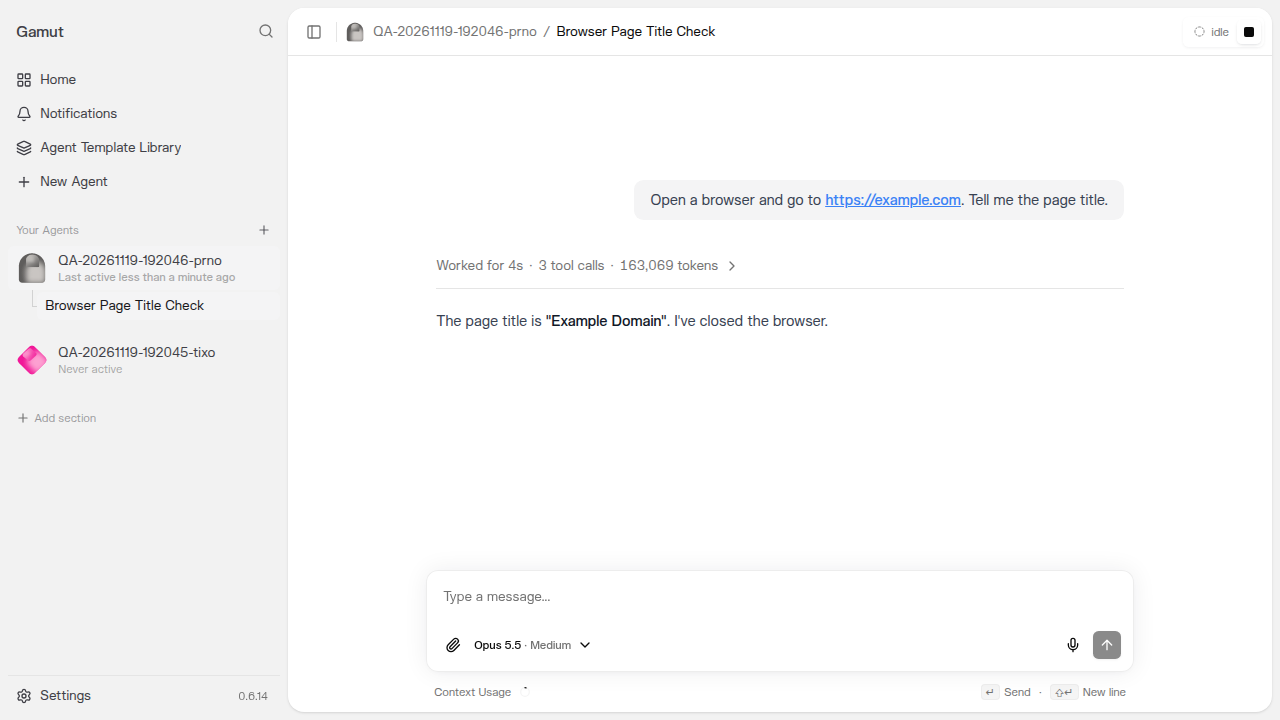 Gamut
Home
Notifications
Agent Template Library
New Agent
Your Agents
QA-20261119-192046-prno
Last active less than a minute ago
Browser Page Title Check
QA-20261119-192045-tixo
Never active
Add section
Settings
0.6.14
QA-20261119-192046-prno / Browser Page Title Check
idle
Open a browser and go to https://example.com. Tell me the page title.
Worked for 4s · 3 tool calls · 163,069 tokens
The page title is "Example Domain". I've closed the browser.
Type a message...
Opus 5.5 · Medium
Context Usage
↵ Send · ⇧↵ New line